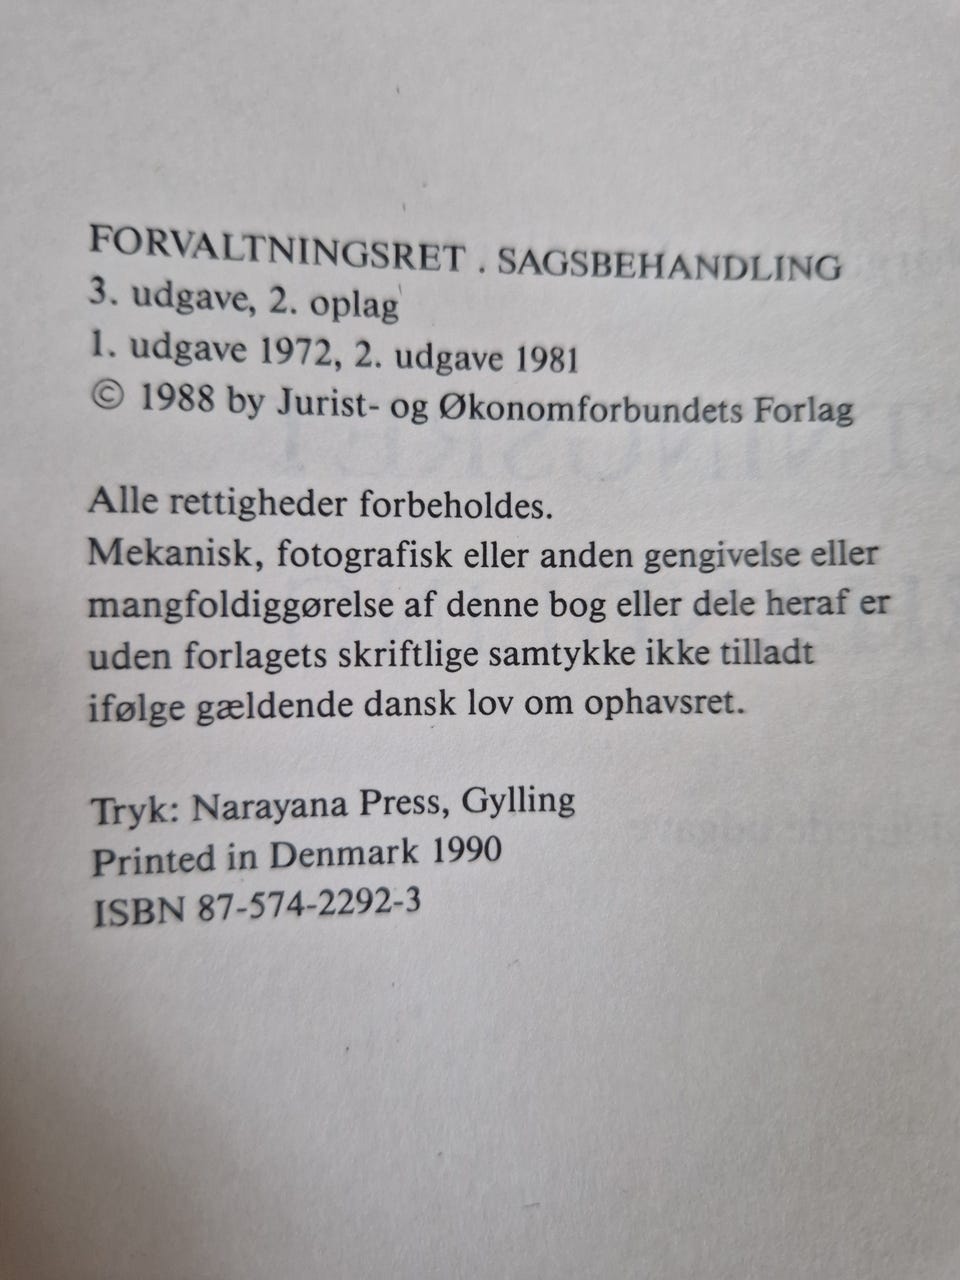 FORVALTNINGSRET . SAGSBEHANDLING
3. udgave, 2. oplag
1. udgave 1972, 2. udgave 1981
© 1988 by Jurist- og Økonomforbundets Forlag
Alle rettigheder forbeholdes.
Mekanisk, fotografisk eller anden gengivelse eller
mangfoldiggørelse af denne bog eller dele heraf er
uden forlagets skriftlige samtykke ikke tilladt
ifølge gældende dansk lov om ophavsret.
Tryk: Narayana Press, Gylling
Printed in Denmark 1990
ISBN 87-574-2292-3